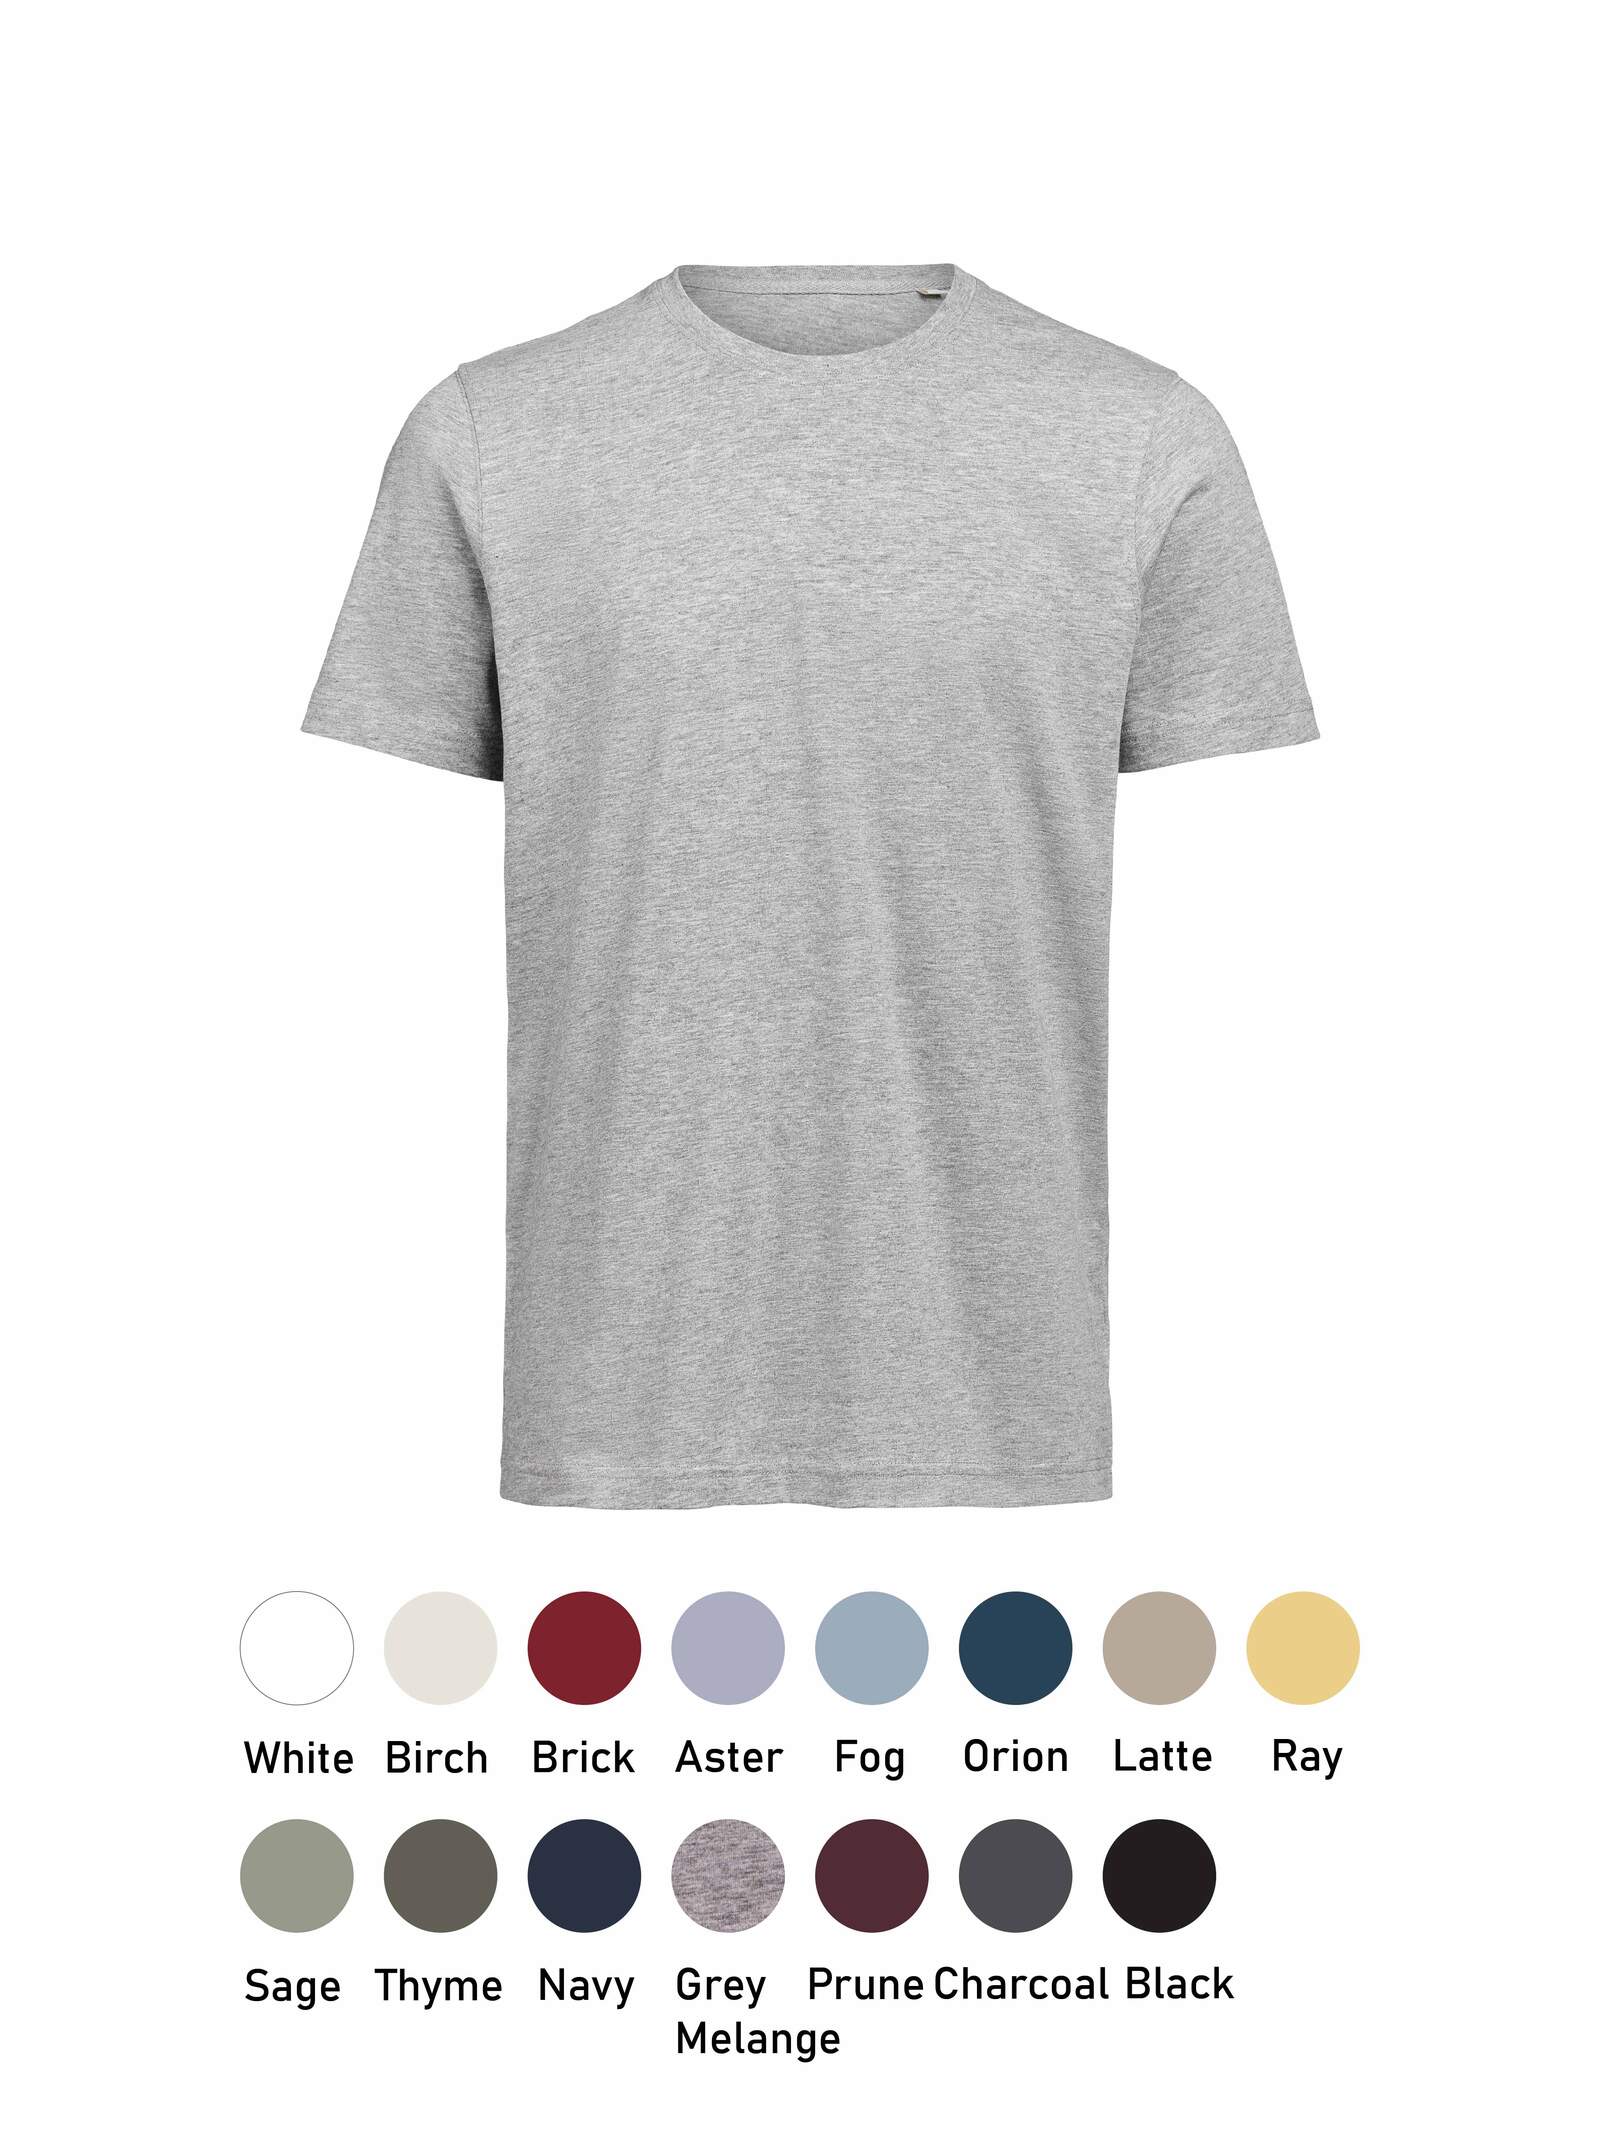 White Birch Brick Aster Fog Orion Latte Ray
Sage Thyme Navy Grey Prune Charcoal Black
Melange